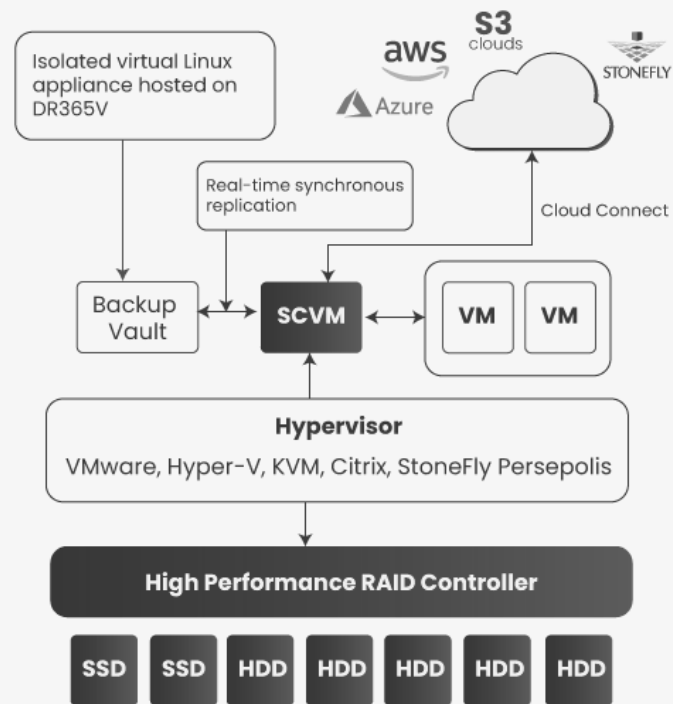 Isolated virtual Linux
appliance hosted on
DR365V
S3
clouds
aws
Azure
STONEFLY
Real-time synchronous
replication
Cloud Connect
Backup
Vault
SCVM
VM
VM
Hypervisor
VMware, Hyper-V, KVM, Citrix, StoneFly Persepolis
High Performance RAID Controller
SSD
SSD
HDD
HDD
HDD
HDD
HDD